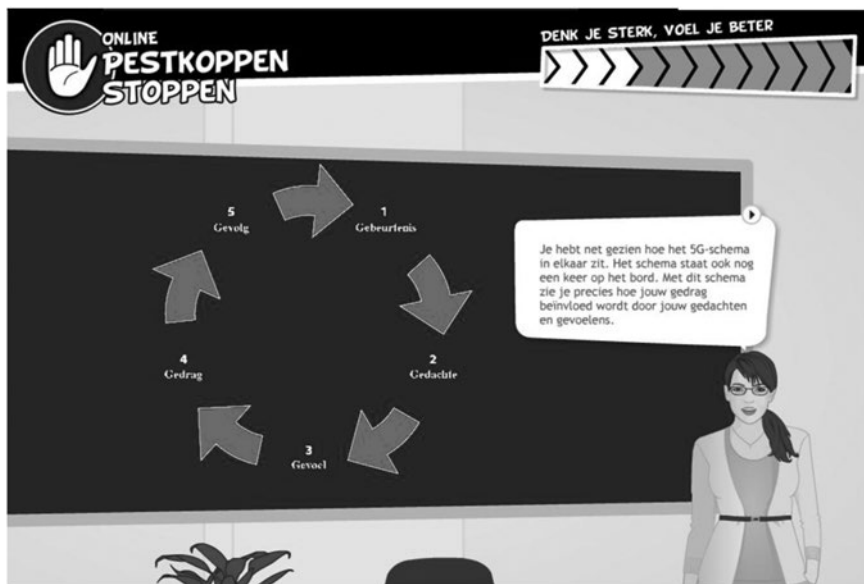 ONLINE
PESTKOPPEN
STOPPEN
DENK JE STERK, VOEL JE BETER
5
Gevolg
1
Gebeurtenis
4
Gedrag
2
Gedachte
3
Gevoel
Je hebt net gezien hoe het 5G-schema
in elkaar zit. Het schema staat ook nog
een keer op het bord. Met dit schema
zie je precies hoe jouw gedrag
beïnvloed wordt door jouw gedachten
en gevoelens.